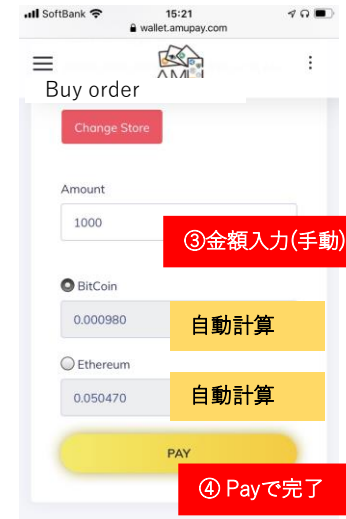 SoftBank 15:21
wallet.amupay.com
AMU
Buy order
Change Store
Amount
1000
③金額入力(手動)
BitCoin
0.000980
自動計算
Ethereum
0.050470
自動計算
PAY
④ Payで完了